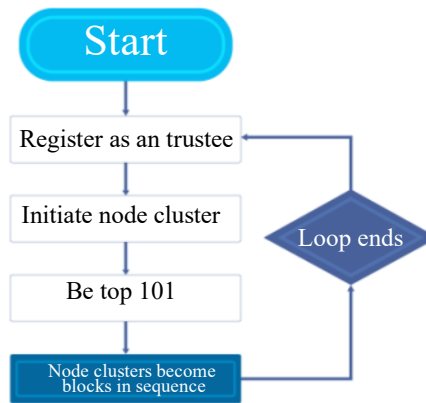 Start
Register as an trustee
Initiate node cluster
Loop ends
Be top 101
Node clusters become
blocks in sequence